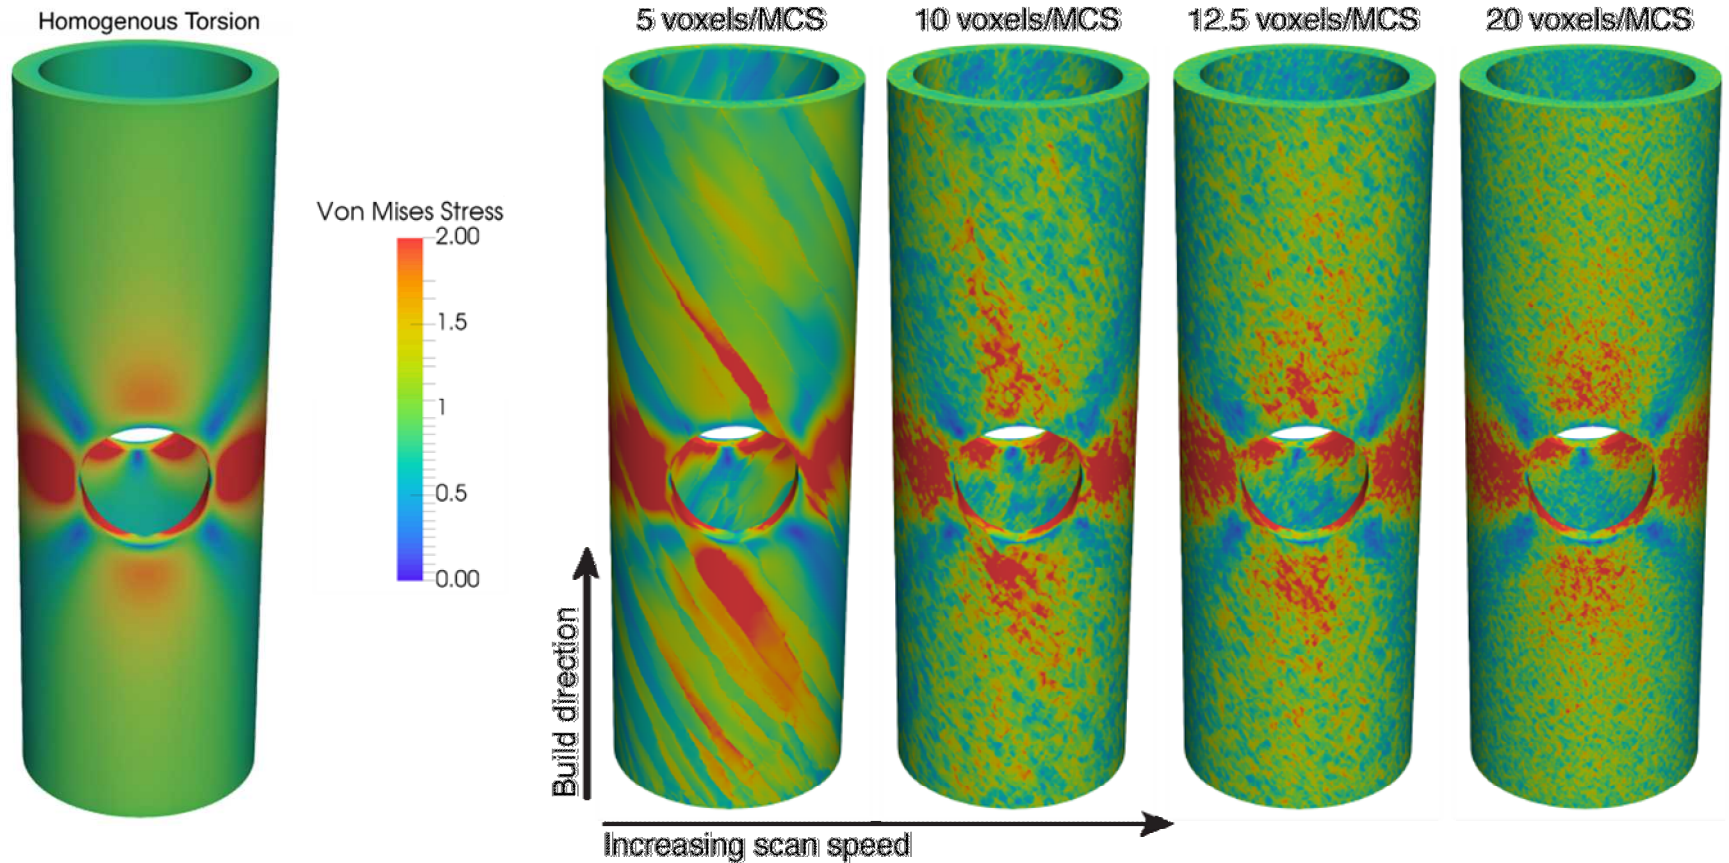 Homogenous Torsion
5 voxels/MCS
10 voxels/MCS
12.5 voxels/MCS
20 voxels/MCS
Von Mises Stress
2.00
1.5
1
0.5
0.00
Build direction
Increasing scan speed